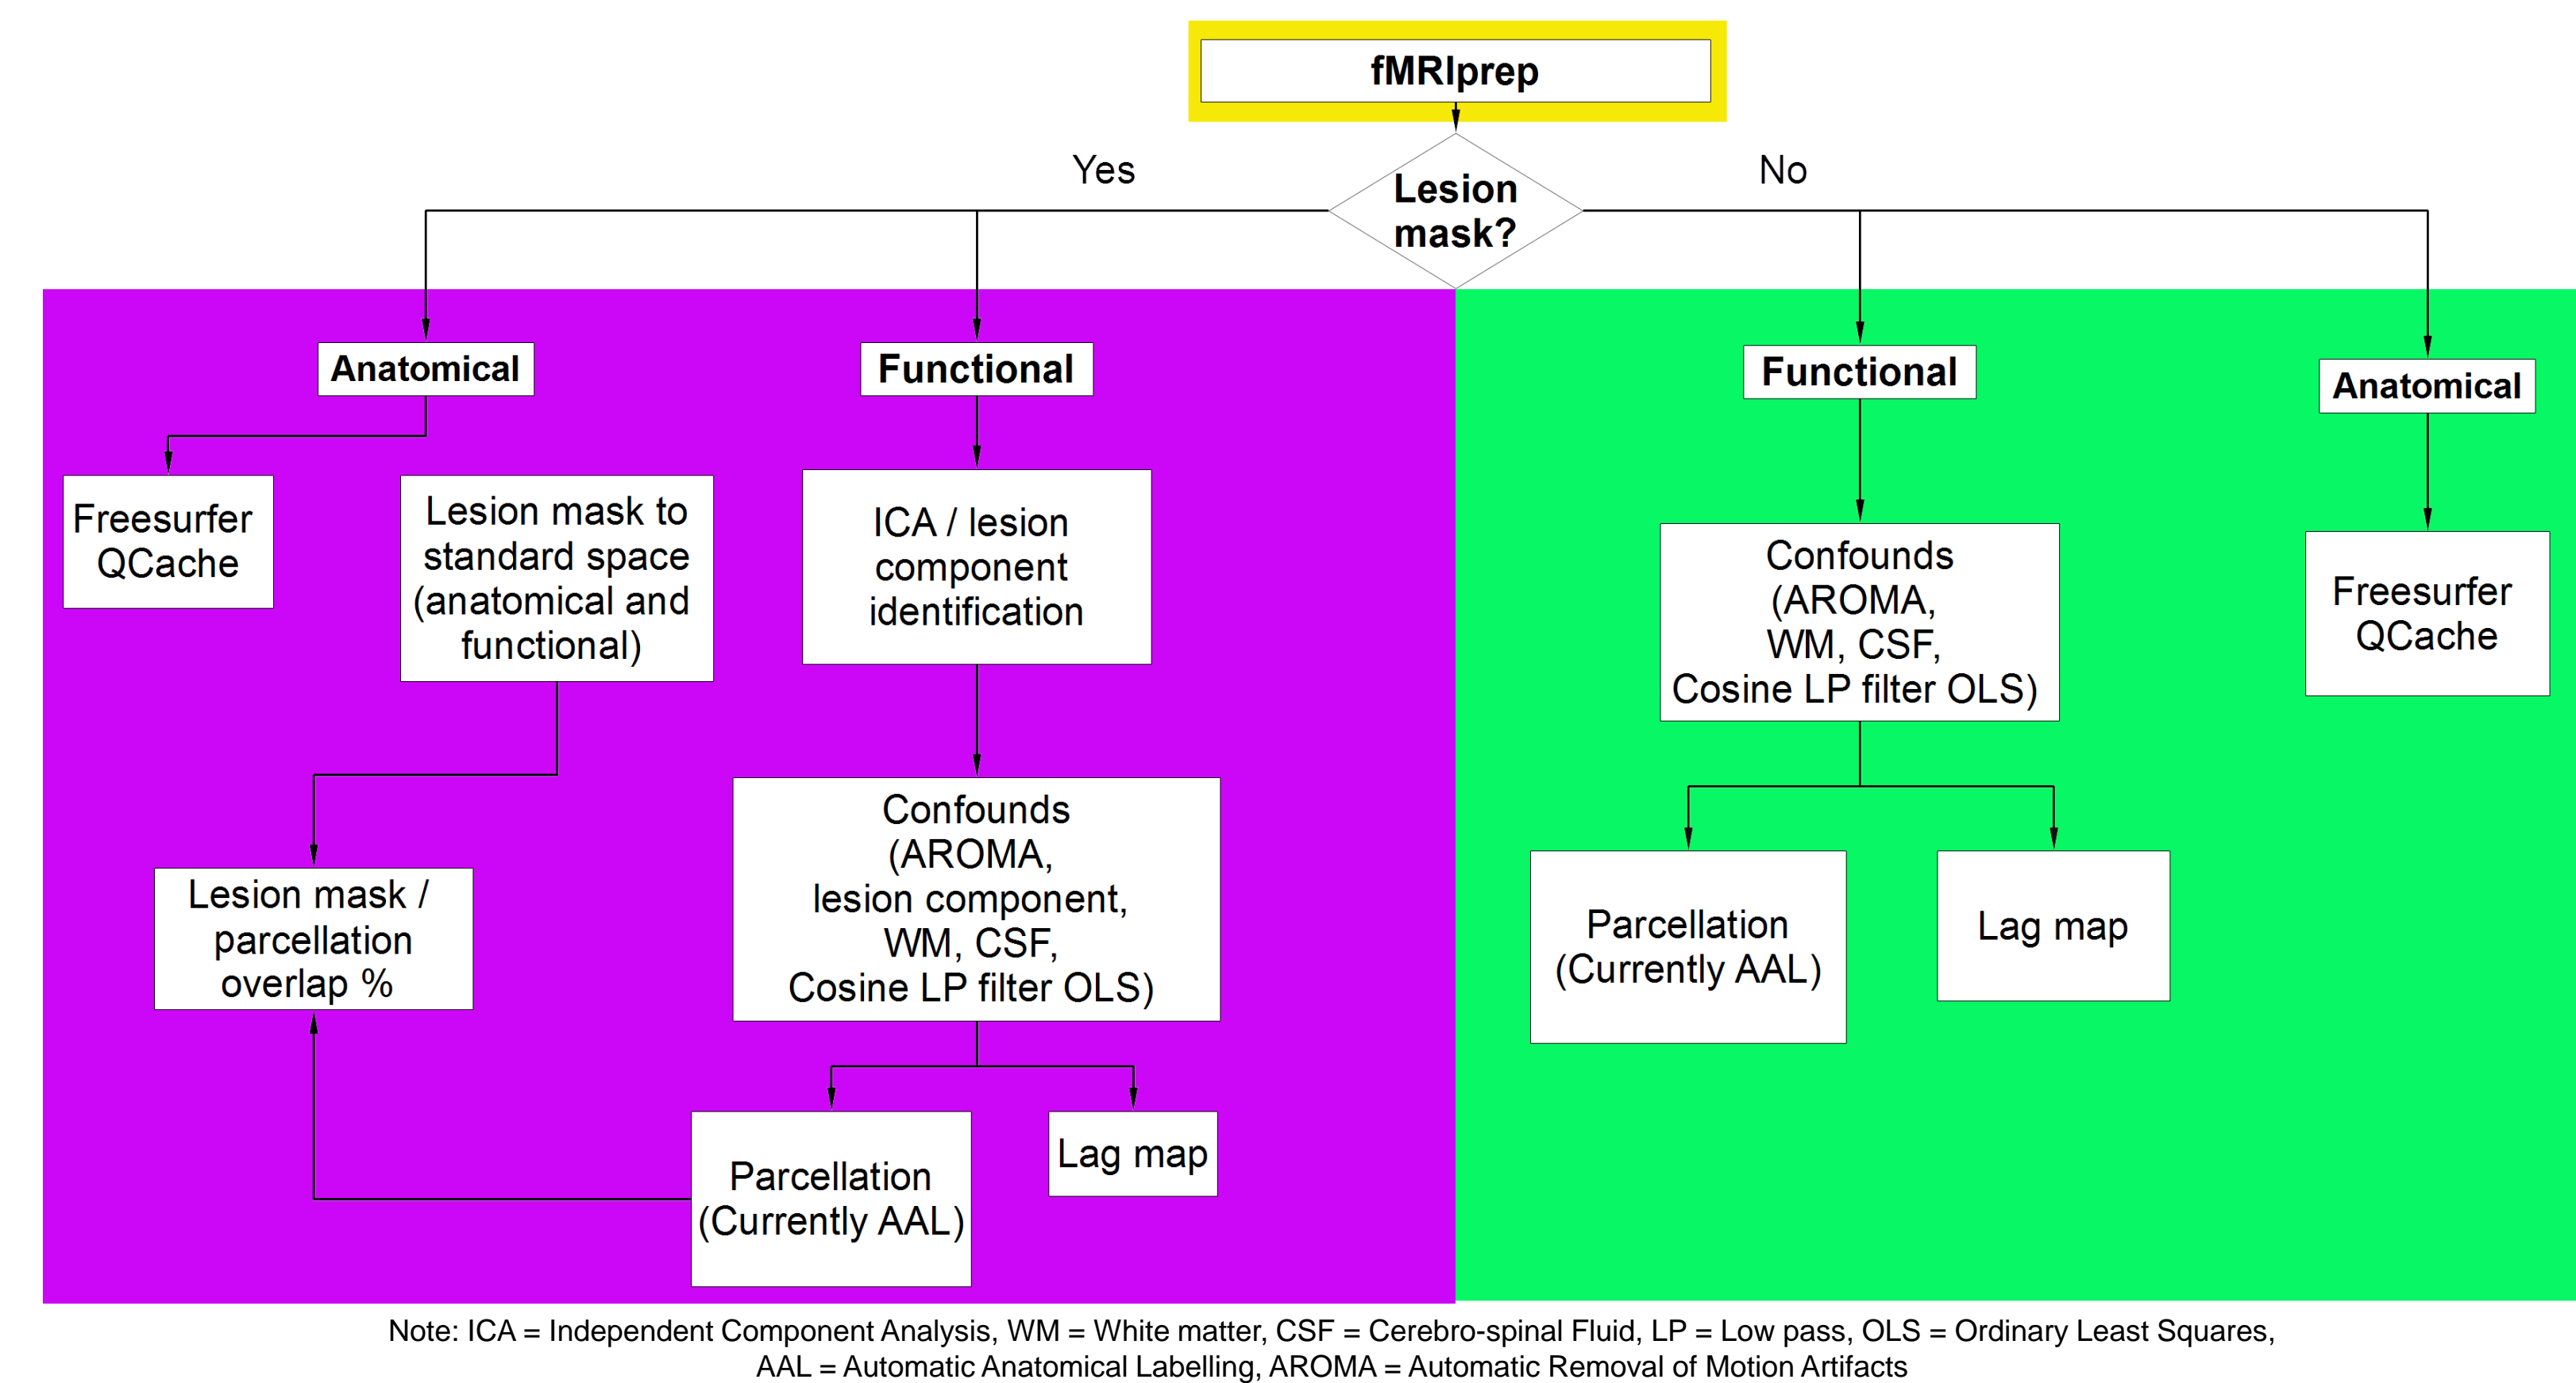 fMRIprep
Yes
No
Lesion
mask?
Anatomical
Functional
Functional
Anatomical
Freesurfer
QCache
Lesion mask to
standard space
(anatomical and
functional)
ICA / lesion
component
identification
Confounds
(AROMA,
WM, CSF,
Cosine LP filter OLS)
Freesurfer
QCache
Lesion mask /
parcellation
overlap %
Confounds
(AROMA,
lesion component,
WM, CSF,
Cosine LP filter OLS)
Parcellation
(Currently AAL)
Lag map
Parcellation
(Currently AAL)
Lag map
Note: ICA = Independent Component Analysis, WM = White matter, CSF = Cerebro-spinal Fluid, LP = Low pass, OLS = Ordinary Least Squares,
AAL = Automatic Anatomical Labelling, AROMA = Automatic Removal of Motion Artifacts